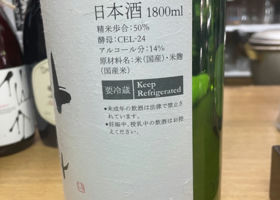 日本酒 1800ml
精米歩合：50％
酵母：CEL-24
アルコール分：14％
原材料名：米（国産）・米麹
（国産米）
要冷蔵 Keep
Refrigerated
●未成年の飲酒は法律で禁止さ
れています。
●妊娠中、授乳中の飲酒はお控
えください。